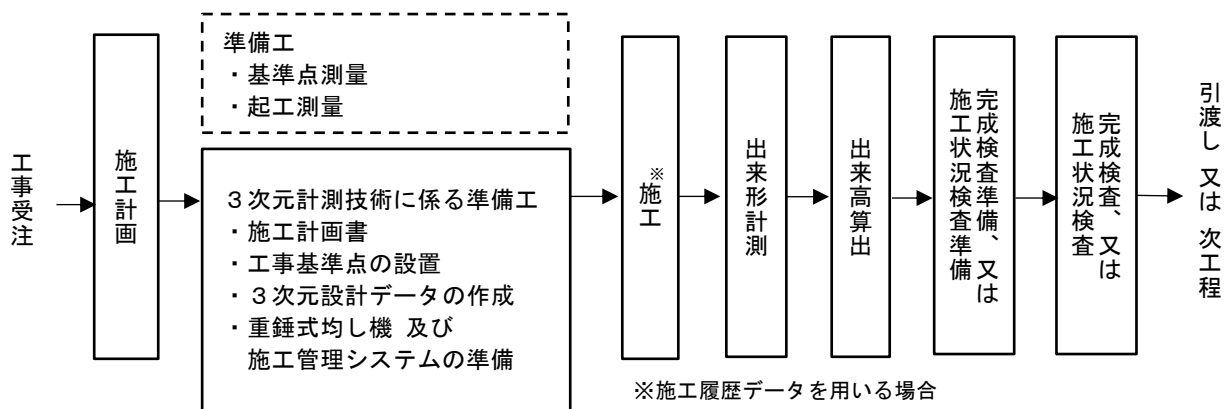 工事受注
施工計画
準備工
・基準点測量
・起工測量
３次元計測技術に係る準備工
・施工計画書
・工事基準点の設置
・３次元設計データの作成
・重錘式均し機 及び
施工管理システムの準備
※施工
出来形計測
出来高算出
完成検査準備、又は
施工状況検査準備
完成検査、又は
施工状況検査
引渡し 又は 次工程
※施工履歴データを用いる場合